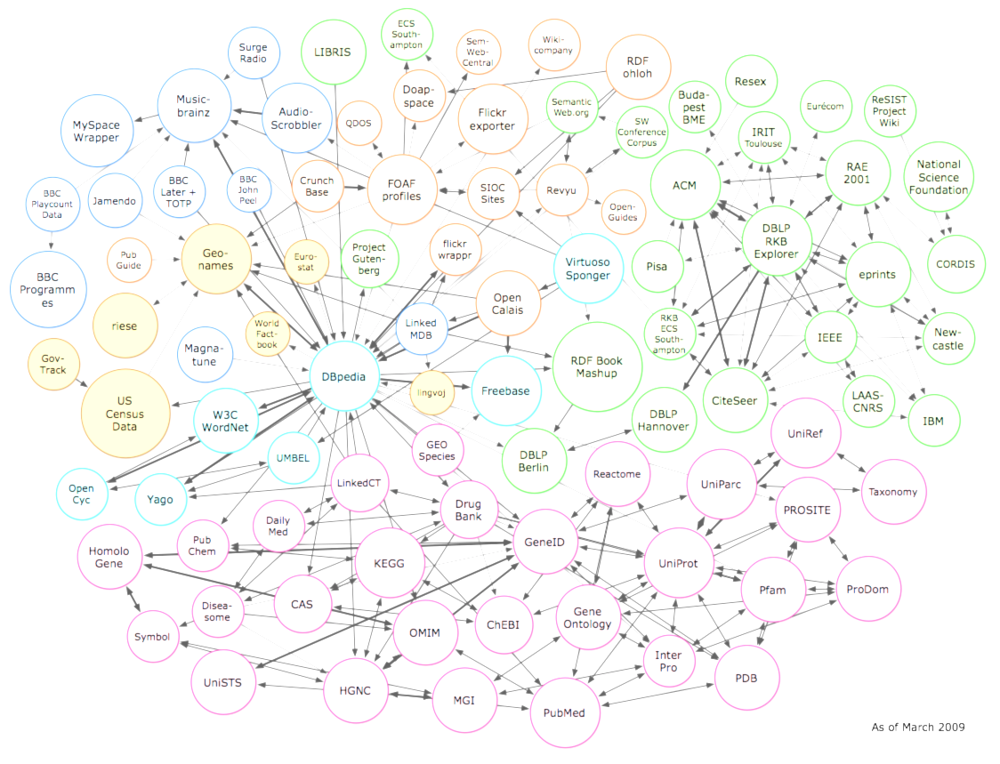 ECS
South-
ampton
Surge
Radio
LIBRIS
Sem-
Web-
Central
Wiki-
company
RDF
ohloh
Music-
brainz
Doap-
space
Resex
MySpace
Wrapper
Audio-
Scrobbler
QDOS
Flickr
exporter
Semantic
Web.org
Buda-
pest
BME
Eurécom
ReSIST
Project
Wiki
SW
Conference
Corpus
IRIT
Toulouse
BBC
Playcount
Data
Jamendo
BBC
Later +
TOTP
BBC
John
Peel
Crunch
Base
FOAF
profiles
SIOC
Sites
Revyu
Open-
Guides
ACM
RAE
2001
National
Science
Foundation
Pub
Guide
Geo-
names
Euro-
stat
Project
Guten-
berg
flickr
wrappr
Virtuoso
Sponger
Pisa
DBLP
RKB
Explorer
eprints
CORDIS
BBC
Programm
es
riese
World
Fact-
book
Linked
MDB
Open
Calais
RKB
ECS
South-
ampton
IEEE
New-
castle
Gov-
Track
Magna-
tune
DBpedia
lingvoj
Freebase
RDF Book
Mashup
US
Census
Data
W3C
WordNet
DBLP
Hannover
CiteSeer
LAAS-
CNRS
IBM
UMBEL
GEO
Species
DBLP
Berlin
UniRef
Open
Cyc
Yago
LinkedCT
Reactome
UniParc
Taxonomy
Daily
Med
Drug
Bank
PROSITE
Homolo
Gene
Pub
Chem
KEGG
GeneID
UniProt
Pfam
ProDom
Disea-
some
CAS
Gene
Ontology
Symbol
OMIM
ChEBI
Inter
Pro
UniSTS
HGNC
MGI
PubMed
PDB
As of March 2009